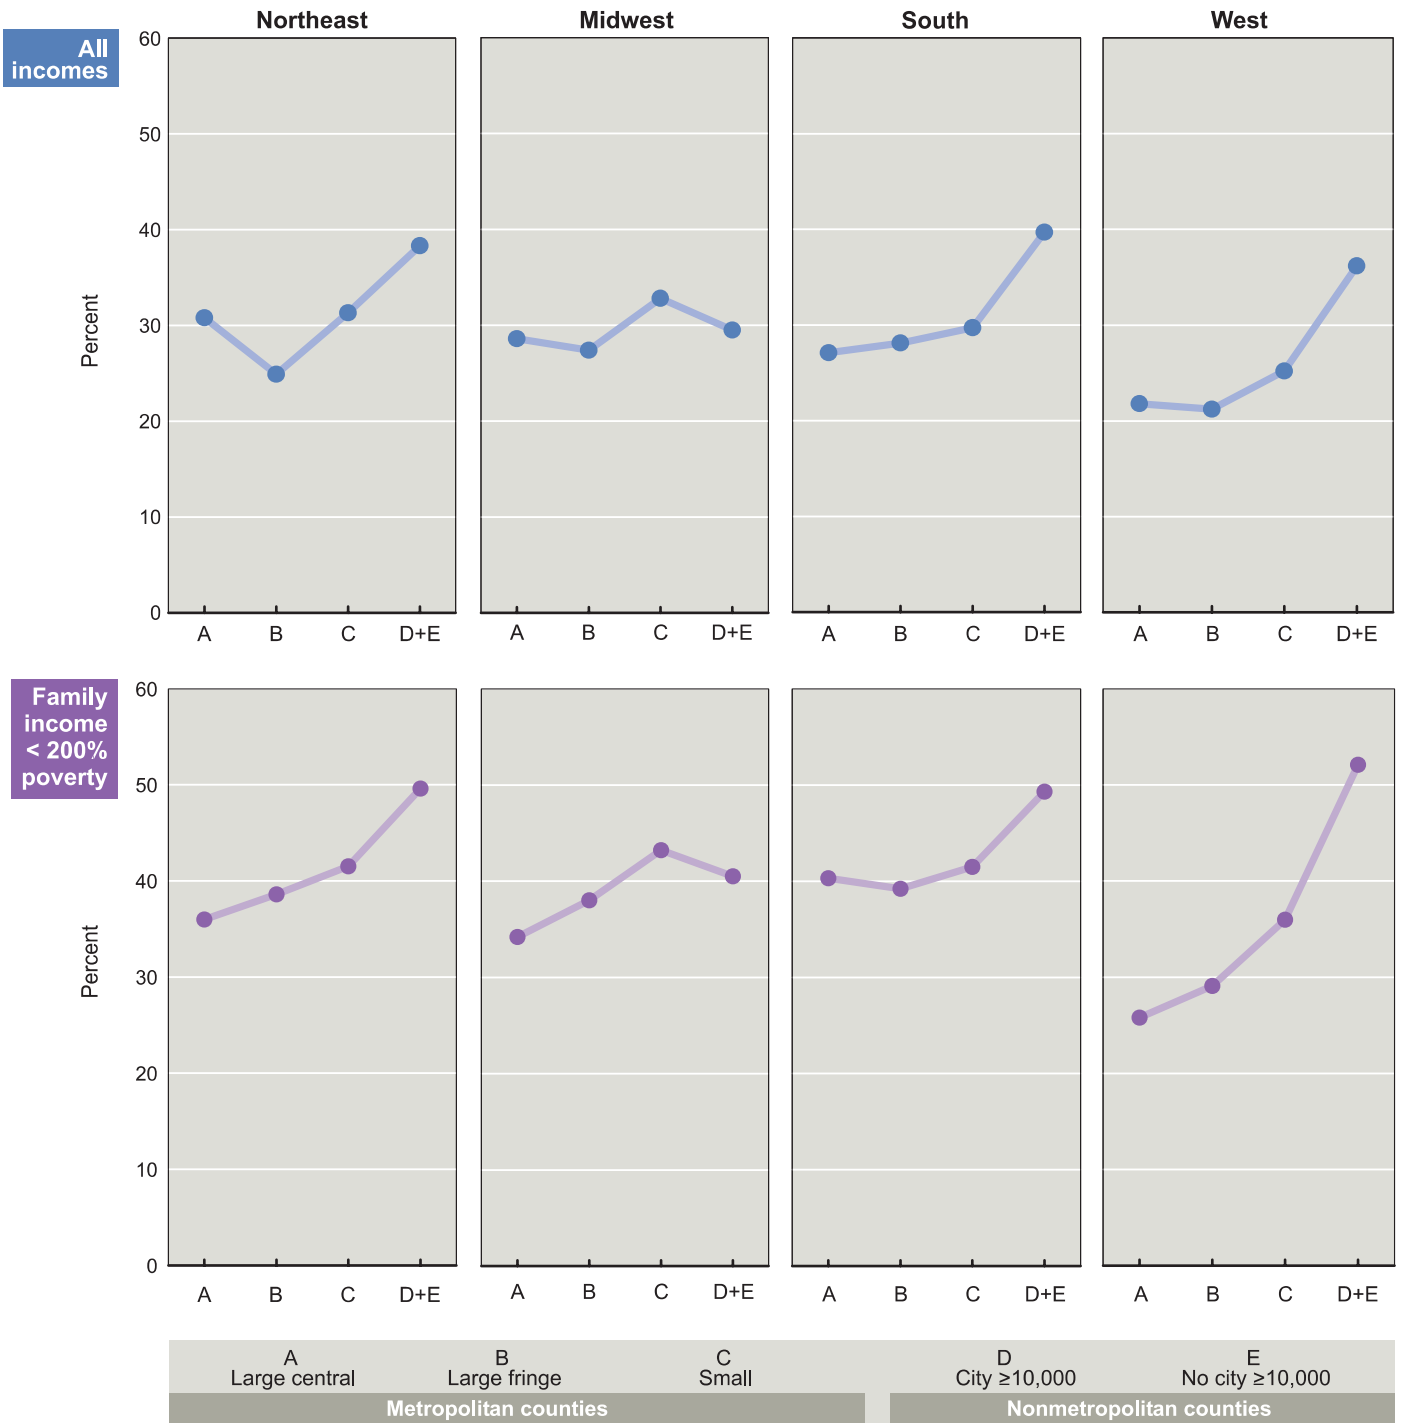 Northeast Midwest South West
All
incomes
60
50
40
30
20
10
0
Percent
A B C D+E A B C D+E A B C D+E A B C D+E
Family
income
< 200%
poverty
60
50
40
30
20
10
0
Percent
A B C D+E A B C D+E A B C D+E A B C D+E
A B C D E
Large central Large fringe Small City ≥10,000 No city ≥10,000
Metropolitan counties Nonmetropolitan counties